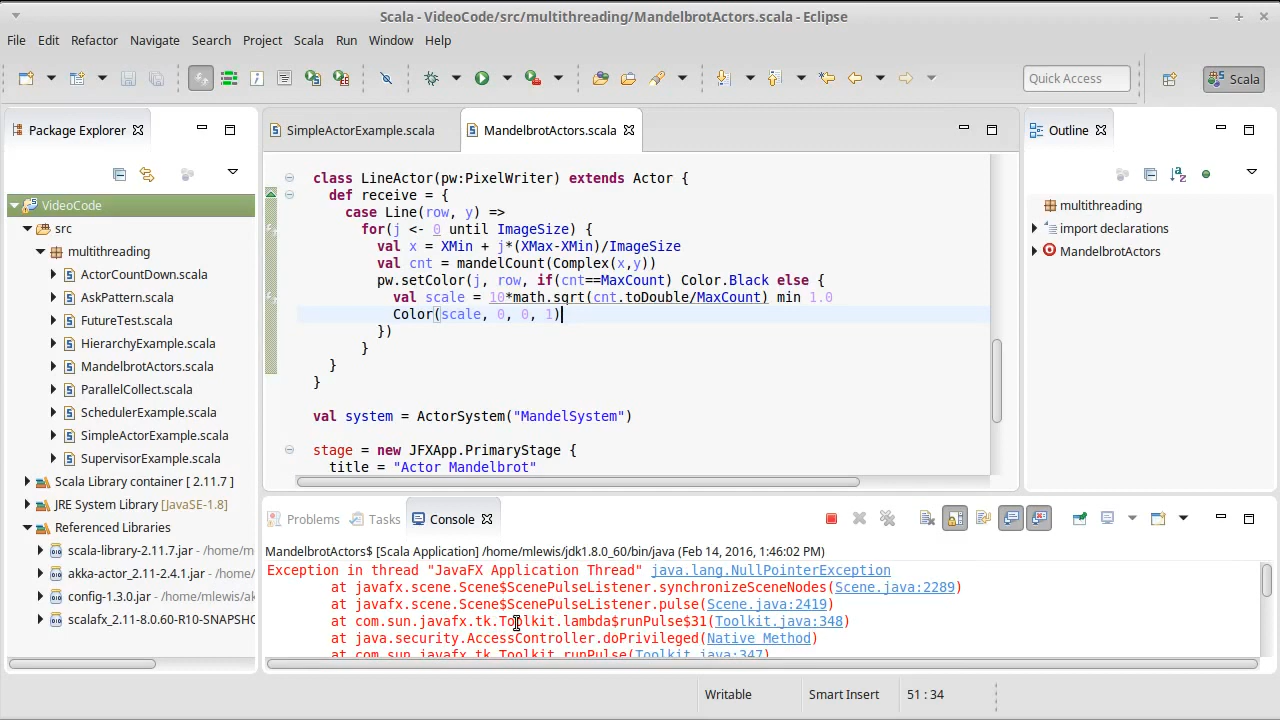 Scala - VideoCode/src/multithreading/MandelbrotActors.scala - Eclipse
File Edit Refactor Navigate Search Project Scala Run Window Help
Quick Access
Scala
Package Explorer
VideoCode
src
multithreading
ActorCountDown.scala
AskPattern.scala
FutureTest.scala
HierarchyExample.scala
MandelbrotActors.scala
ParallelCollect.scala
SchedulerExample.scala
SimpleActorExample.scala
SupervisorExample.scala
Scala Library container [ 2.11.7 ]
JRE System Library [JavaSE-1.8]
Referenced Libraries
scala-library-2.11.7.jar - /home/m
akka-actor_2.11-2.4.1.jar - /home/
config-1.3.0.jar - /home/mlewis/ak
scalafx_2.11-8.0.60-R10-SNAPSHO
SimpleActorExample.scala
MandelbrotActors.scala
class LineActor(pw:PixelWriter) extends Actor {
def receive = {
case Line(row, y) =>
for(j <- 0 until ImageSize) {
val x = XMin + j*(XMax-XMin)/ImageSize
val cnt = mandelCount(Complex(x,y))
pw.setColor(j, row, if(cnt==MaxCount) Color.Black else {
val scale = 10*math.sqrt(cnt.toDouble/MaxCount) min 1.0
Color(scale, 0, 0, 1)
})
}
}
}
val system = ActorSystem("MandelSystem")
stage = new JFXApp.PrimaryStage {
title = "Actor Mandelbrot"
Outline
multithreading
import declarations
MandelbrotActors
Problems
Tasks
Console
MandelbrotActors$ [Scala Application] /home/mlewis/jdk1.8.0_60/bin/java (Feb 14, 2016, 1:46:02 PM)
Exception in thread "JavaFX Application Thread" java.lang.NullPointerException
at javafx.scene.Scene$ScenePulseListener.synchronizeSceneNodes(Scene.java:2289)
at javafx.scene.Scene$ScenePulseListener.pulse(Scene.java:2419)
at com.sun.javafx.tk.Toolkit.lambda$runPulse$31(Toolkit.java:348)
at java.security.AccessController.doPrivileged(Native Method)
at com.sun.javafx.tk.Toolkit.runPulse(Toolkit.java:347)
Writable
Smart Insert
51 : 34